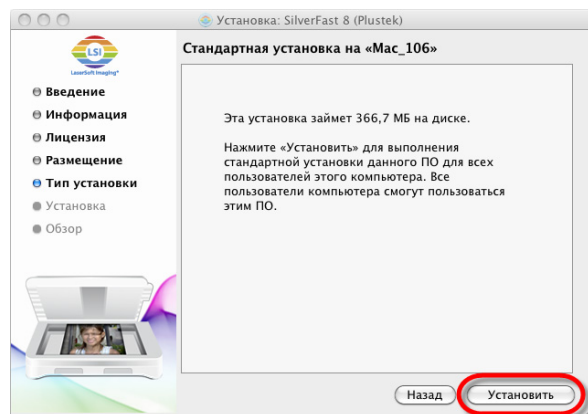 Установка: SilverFast 8 (Plustek)
LSI
LaserSoft Imaging
Стандартная установка на «Mac_106»
Введение
Информация
Лицензия
Размещение
Тип установки
Установка
Обзор
Эта установка займет 366,7 МБ на диске.
Нажмите «Установить» для выполнения
стандартной установки данного ПО для всех
пользователей этого компьютера. Все
пользователи компьютера смогут пользоваться
этим ПО.
Назад
Установить